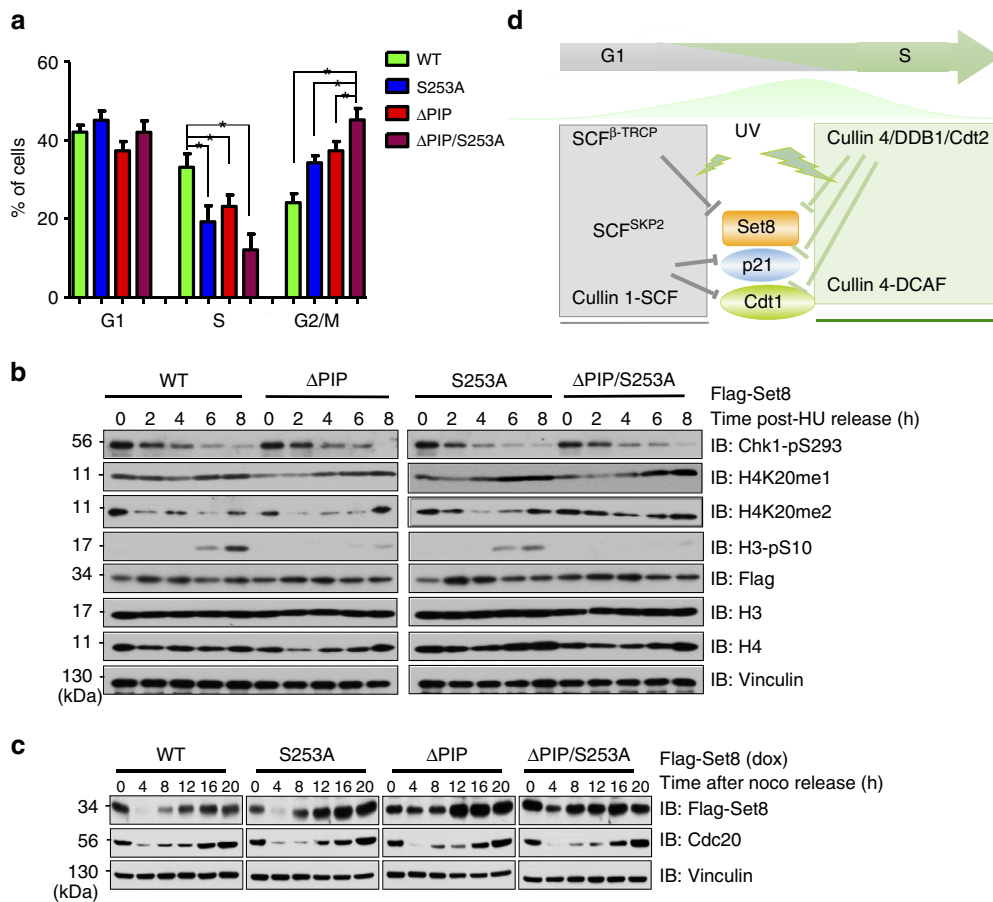 a
60
40
20
0
% of cells
G1
S
G2/M
*
*
*
*
*
*
WT
S253A
ΔPIP
ΔPIP/S253A
d
G1
S
SCFβ-TRCP
UV
Cullin 4/DDB1/Cdt2
Set8
SCFSKP2
p21
Cdt1
Cullin 1-SCF
Cullin 4-DCAF
b
WT
ΔPIP
S253A
ΔPIP/S253A
Flag-Set8
0 2 4 6 8 0 2 4 6 8 0 2 4 6 8 0 2 4 6 8 Time post-HU release (h)
56
IB: Chk1-pS293
11
IB: H4K20me1
11
IB: H4K20me2
17
IB: H3-pS10
34
IB: Flag
17
IB: H3
11
IB: H4
130
(kDa)
IB: Vinculin
c
WT
S253A
ΔPIP
ΔPIP/S253A
Flag-Set8 (dox)
0 4 8 12 16 20 0 4 8 12 16 20 0 4 8 12 16 20 0 4 8 12 16 20 Time after noco release (h)
34
IB: Flag-Set8
56
IB: Cdc20
130
(kDa)
IB: Vinculin